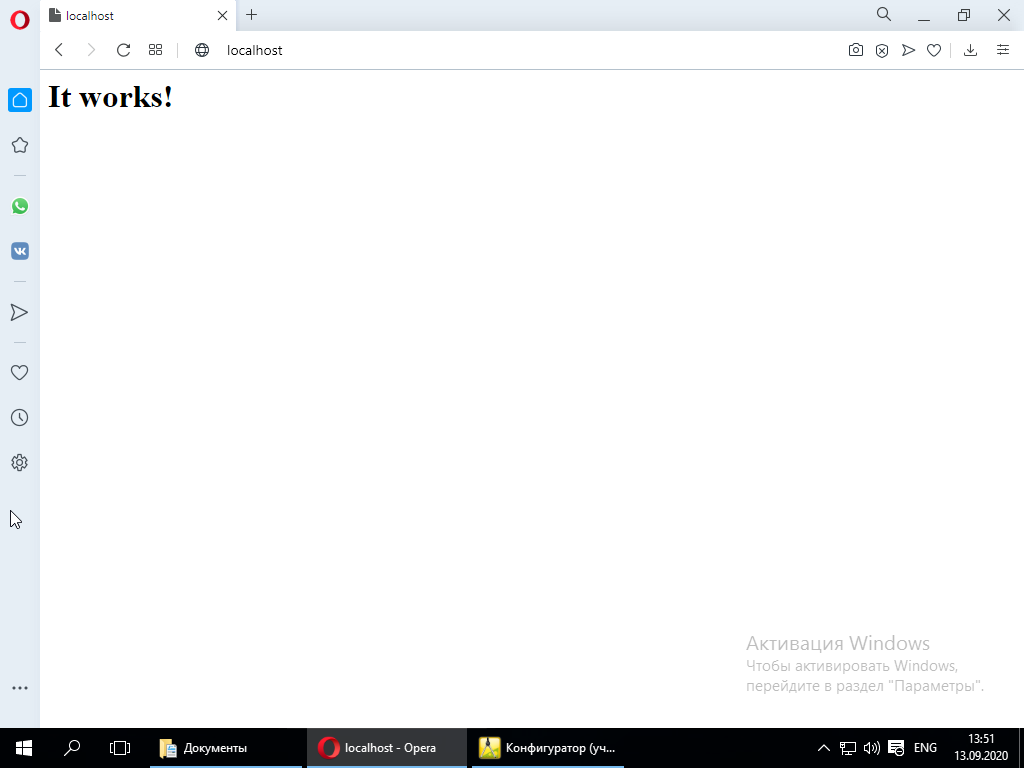 localhost
localhost
It works!
Активация Windows
Чтобы активировать Windows,
перейдите в раздел "Параметры".
Документы
localhost - Opera
Конфигуратор (уч...
ENG
13:51
13.09.2020